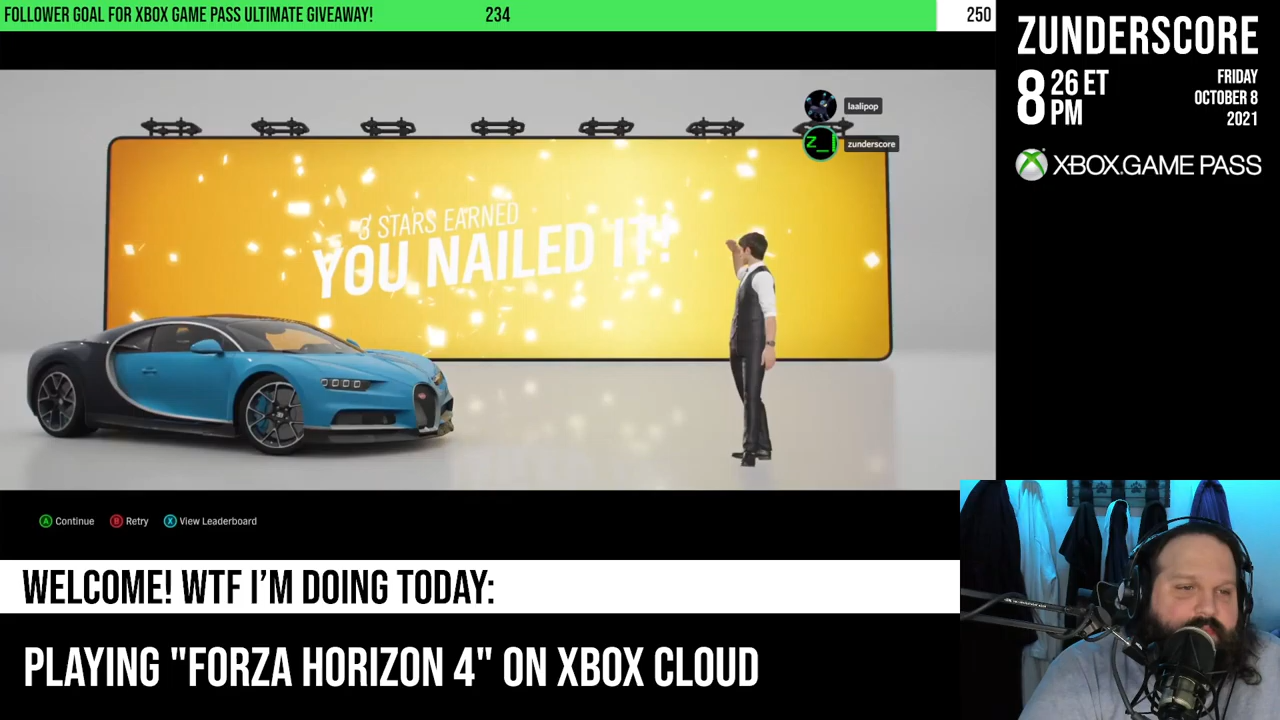 FOLLOWER GOAL FOR XBOX GAME PASS ULTIMATE GIVEAWAY! 234 250
ZUNDERSCORE
8 26 ET PM
FRIDAY
OCTOBER 8
2021
XBOX GAME PASS
laalipop
z_
zunderscore
3 STARS EARNED
YOU NAILED IT!
A Continue B Retry X View Leaderboard
WELCOME! WTF I'M DOING TODAY:
PLAYING "FORZA HORIZON 4" ON XBOX CLOUD